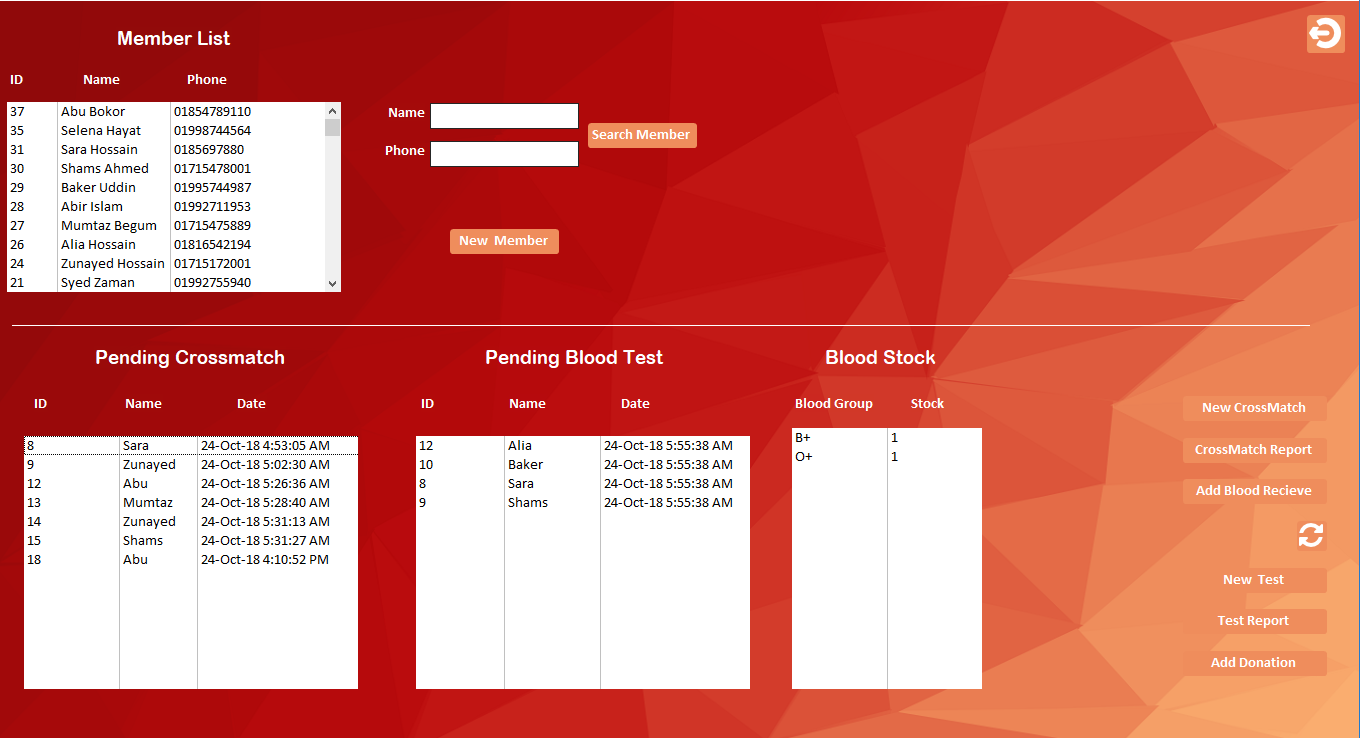 Member List
ID Name Phone
37 Abu Bokor 01854789110
35 Selena Hayat 01998744564
31 Sara Hossain 0185697880
30 Shams Ahmed 01715478001
29 Baker Uddin 01995744987
28 Abir Islam 01992711953
27 Mumtaz Begum 01715475889
26 Alia Hossain 01816542194
24 Zunayed Hossain 01715172001
21 Syed Zaman 01992755940
Name
Phone
Search Member
New Member
Pending Crossmatch
ID Name Date
8 Sara 24-Oct-18 4:53:05 AM
9 Zunayed 24-Oct-18 5:02:30 AM
12 Abu 24-Oct-18 5:26:36 AM
13 Mumtaz 24-Oct-18 5:28:40 AM
14 Zunayed 24-Oct-18 5:31:13 AM
15 Shams 24-Oct-18 5:31:27 AM
18 Abu 24-Oct-18 4:10:52 PM
Pending Blood Test
ID Name Date
12 Alia 24-Oct-18 5:55:38 AM
10 Baker 24-Oct-18 5:55:38 AM
8 Sara 24-Oct-18 5:55:38 AM
9 Shams 24-Oct-18 5:55:38 AM
Blood Stock
Blood Group Stock
B+ 1
O+ 1
New CrossMatch
CrossMatch Report
Add Blood Recieve
New Test
Test Report
Add Donation